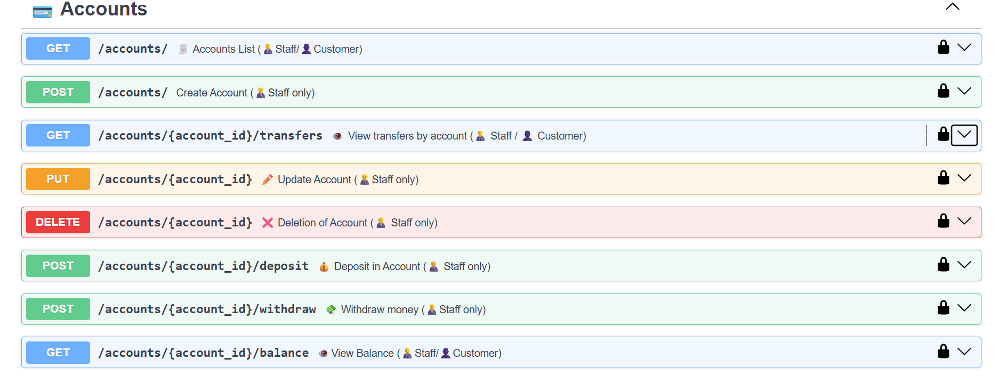 Accounts
GET /accounts/ Accounts List (Staff/Customer)
POST /accounts/ Create Account (Staff only)
GET /accounts/{account_id}/transfers View transfers by account ( Staff / Customer)
PUT /accounts/{account_id} Update Account (Staff only)
DELETE /accounts/{account_id} Deletion of Account ( Staff only)
POST /accounts/{account_id}/deposit Deposit in Account ( Staff only)
POST /accounts/{account_id}/withdraw Withdraw money (Staff only)
GET /accounts/{account_id}/balance View Balance (Staff/Customer)